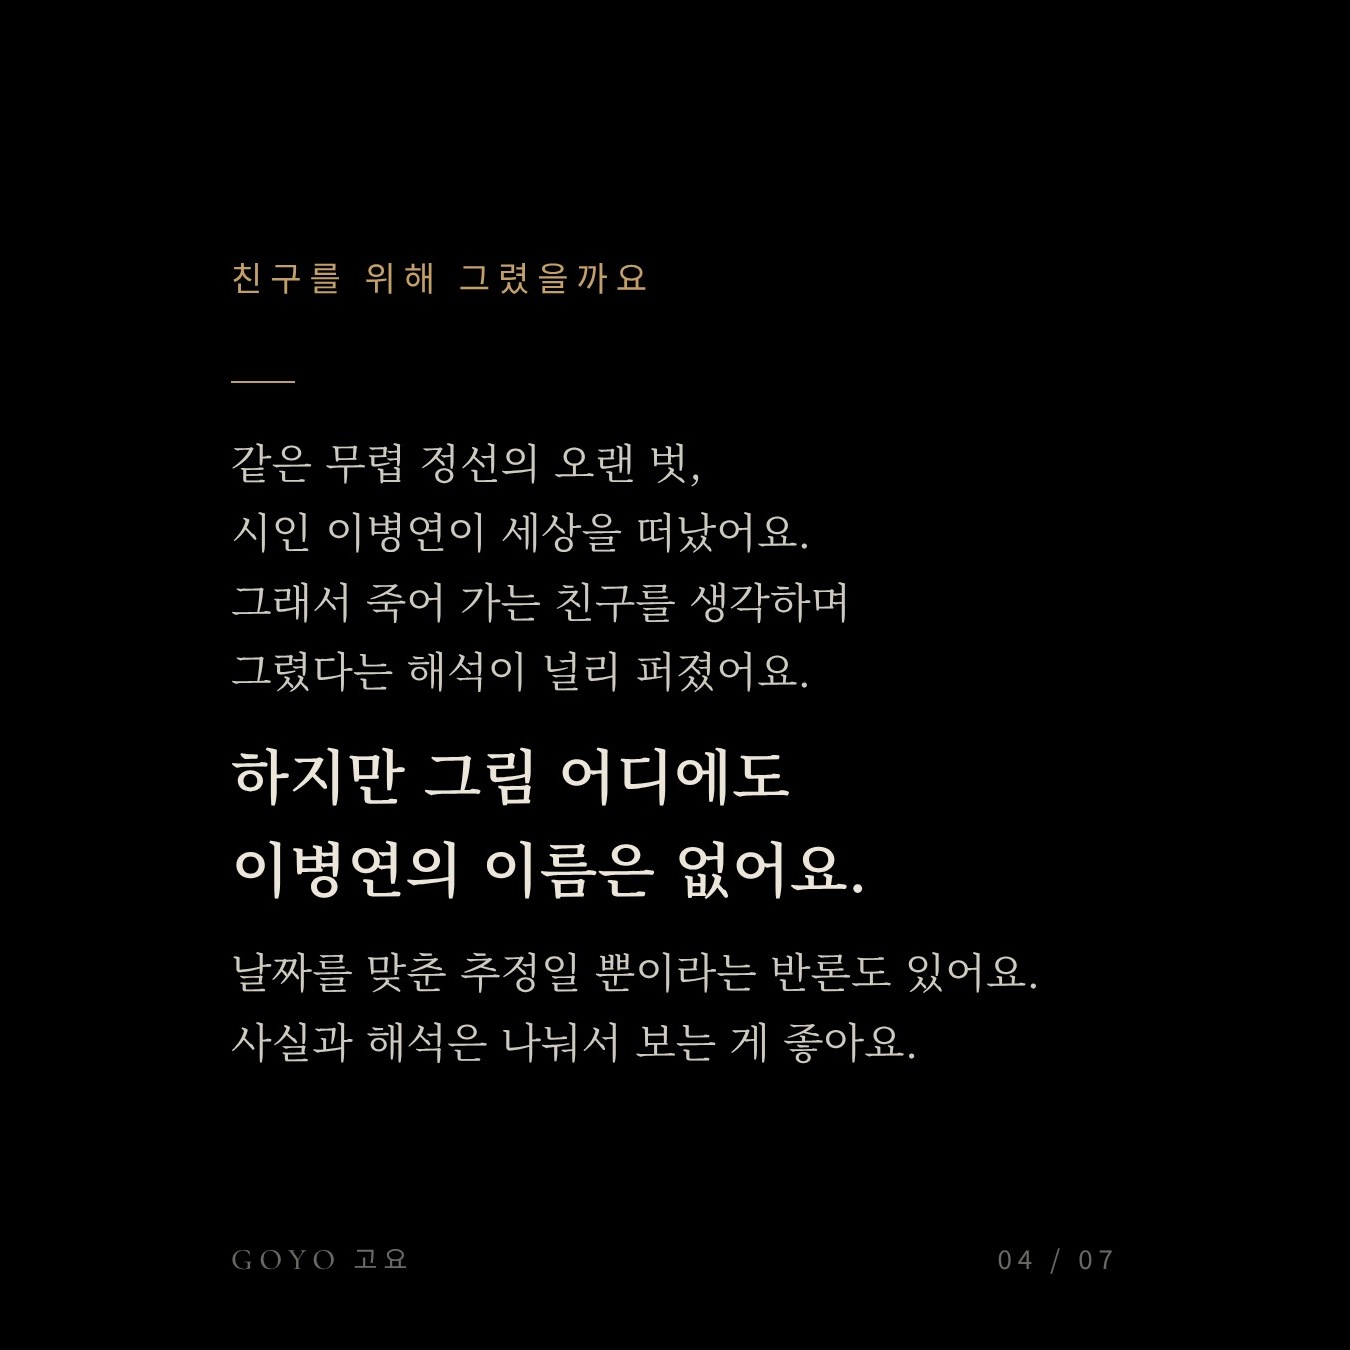 친구를 위해 그렸을까요
같은 무렵 정선의 오랜 벗,
시인 이병연이 세상을 떠났어요.
그래서 죽어 가는 친구를 생각하며
그렸다는 해석이 널리 퍼졌어요.
하지만 그림 어디에도
이병연의 이름은 없어요.
날짜를 맞춘 추정일 뿐이라는 반론도 있어요.
사실과 해석은 나눠서 보는 게 좋아요.
GOYO 고요
04 / 07